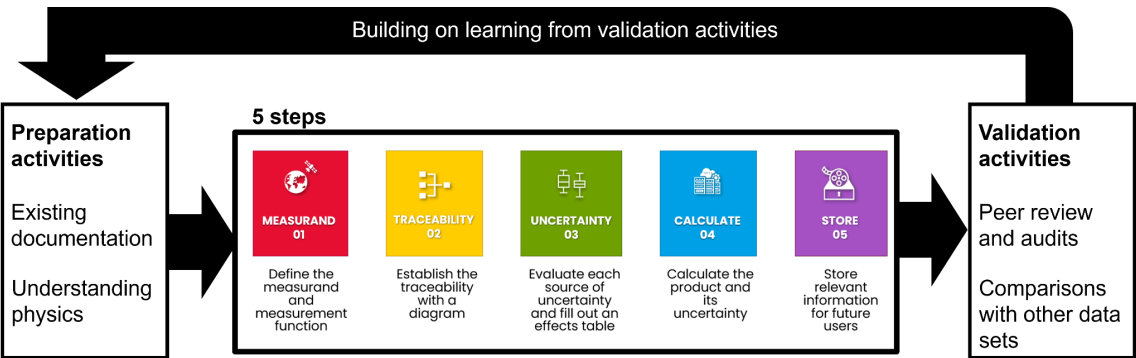 Building on learning from validation activities
Preparation
activities
Existing
documentation
Understanding
physics
5 steps
MEASURAND
01
Define the
measurand
and
measurement
function
TRACEABILITY
02
Establish the
traceability
with a
diagram
UNCERTAINTY
03
Evaluate each
source of
uncertainty
and fill out an
effects table
CALCULATE
04
Calculate the
product and
its
uncertainty
STORE
05
Store
relevant
information
for future
users
Validation
activities
Peer review
and audits
Comparisons
with other data
sets